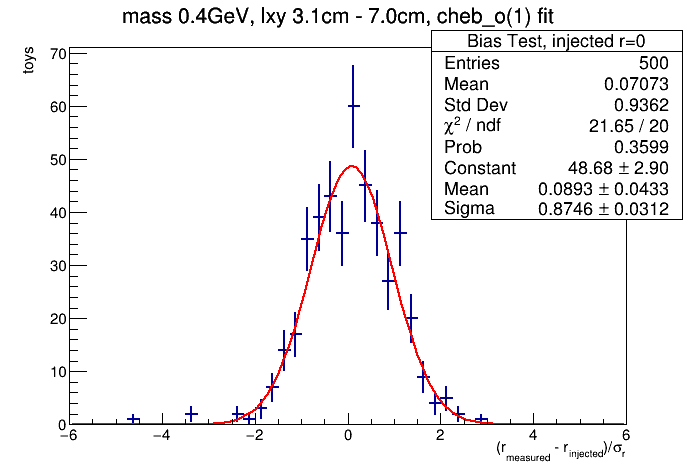 mass 0.4GeV, lxy 3.1cm - 7.0cm, cheb_o(1) fit
Bias Test, injected r=0
Entries 500
Mean 0.07073
Std Dev 0.9362
χ² / ndf 21.65 / 20
Prob 0.3599
Constant 48.68 ± 2.90
Mean 0.0893 ± 0.0433
Sigma 0.8746 ± 0.0312
toys
70
60
50
40
30
20
10
0
−6 −4 −2 0 2 4 6
(r_measured - r_injected)/σ_r